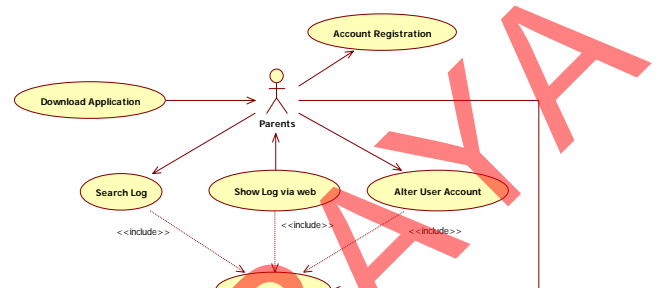 Account Registration
Download Application
Parents
Search Log
Show Log via web
Alter User Account
<<include>>
<<include>>
<<include>>